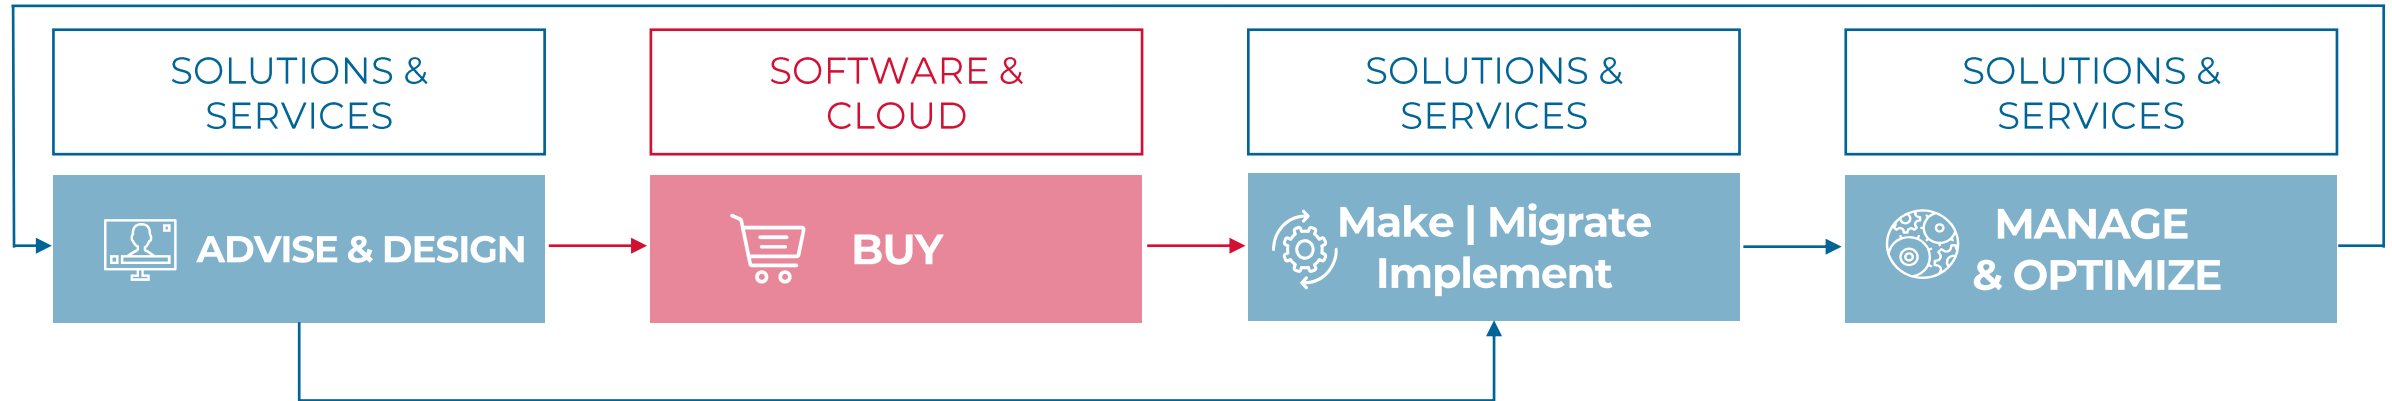 SOLUTIONS &
SERVICES
SOFTWARE &
CLOUD
SOLUTIONS &
SERVICES
SOLUTIONS &
SERVICES
ADVISE & DESIGN
BUY
Make | Migrate
Implement
MANAGE
& OPTIMIZE